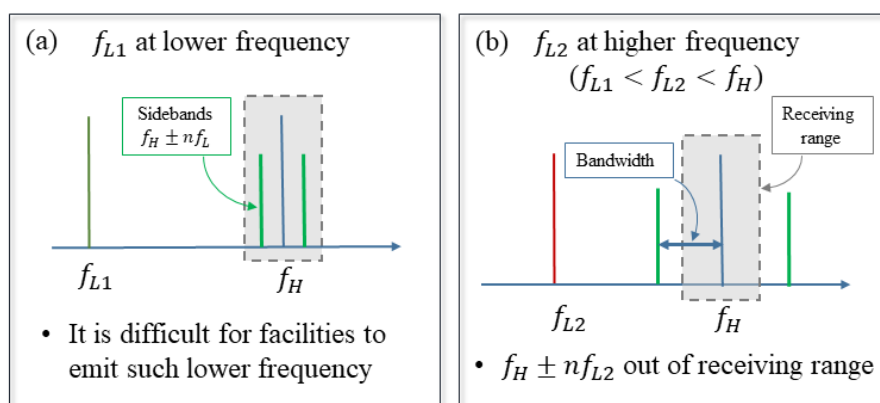 (a) f_{L1} at lower frequency
Sidebands
f_H ± nf_L
f_{L1}
f_H
• It is difficult for facilities to
emit such lower frequency
(b) f_{L2} at higher frequency
(f_{L1} < f_{L2} < f_H)
Receiving
range
Bandwidth
f_{L2}
f_H
• f_H ± nf_{L2} out of receiving range